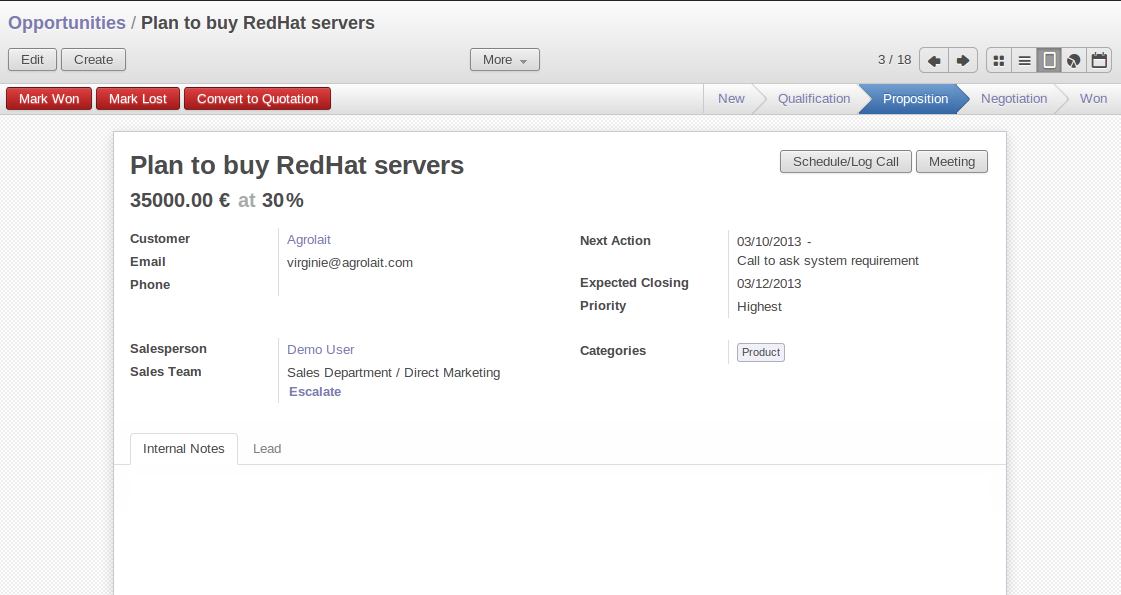 Opportunities / Plan to buy RedHat servers
Edit Create More 3 / 18
Mark Won Mark Lost Convert to Quotation New Qualification Proposition Negotiation Won
Plan to buy RedHat servers
Schedule/Log Call Meeting
35000.00 € at 30%
Customer Agrolait
Email virginie@agrolait.com
Phone
Next Action 03/10/2013 -
Call to ask system requirement
Expected Closing 03/12/2013
Priority Highest
Salesperson Demo User
Sales Team Sales Department / Direct Marketing
Escalate
Categories Product
Internal Notes Lead